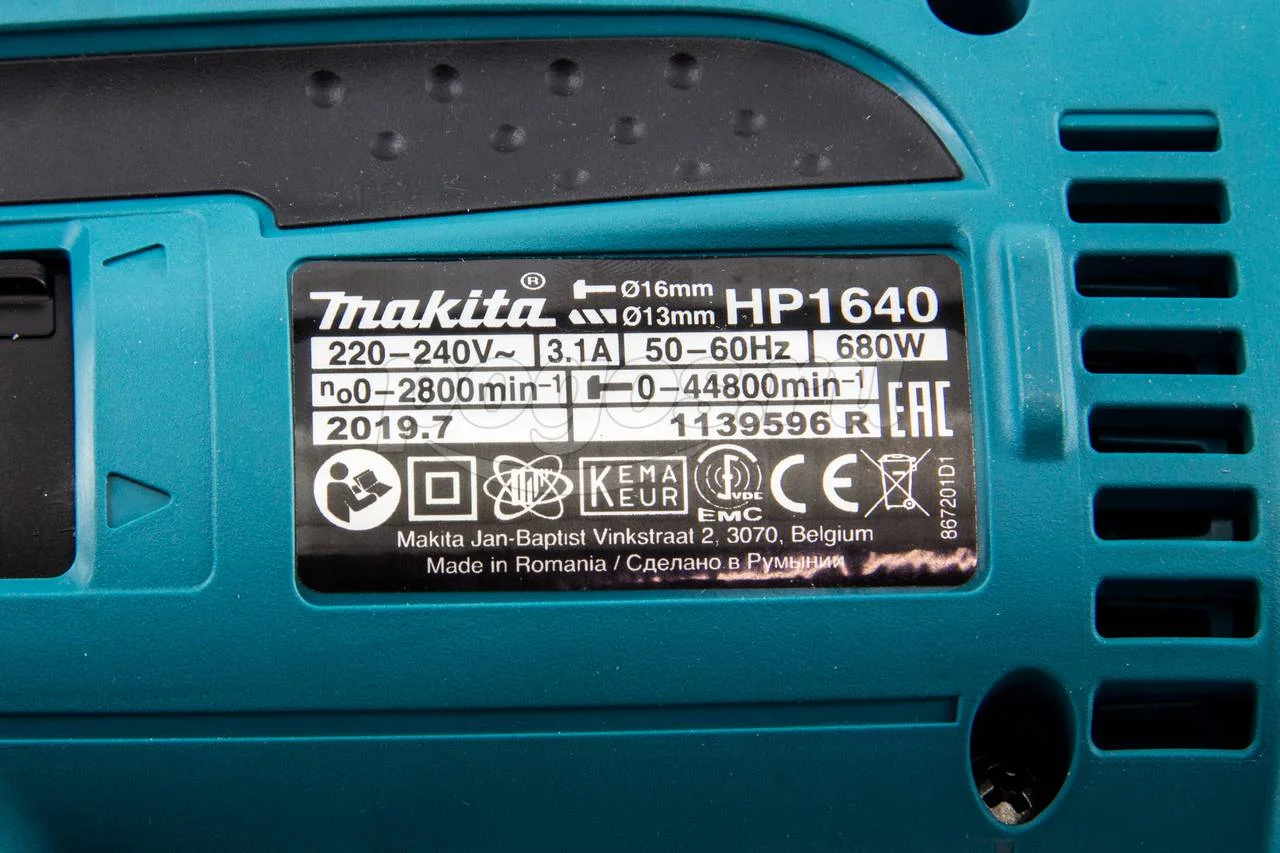 makita® Ø16mm HP1640
Ø13mm
220–240V~ 3.1A 50–60Hz 680W
n₀0–2800min⁻¹ 0–44800min⁻¹
2019.7 1139596 R EAC
KEMA
KEUR
VDE
EMC
CE
867201D1
Makita Jan-Baptist Vinkstraat 2, 3070, Belgium
Made in Romania / Сделано в Румынии